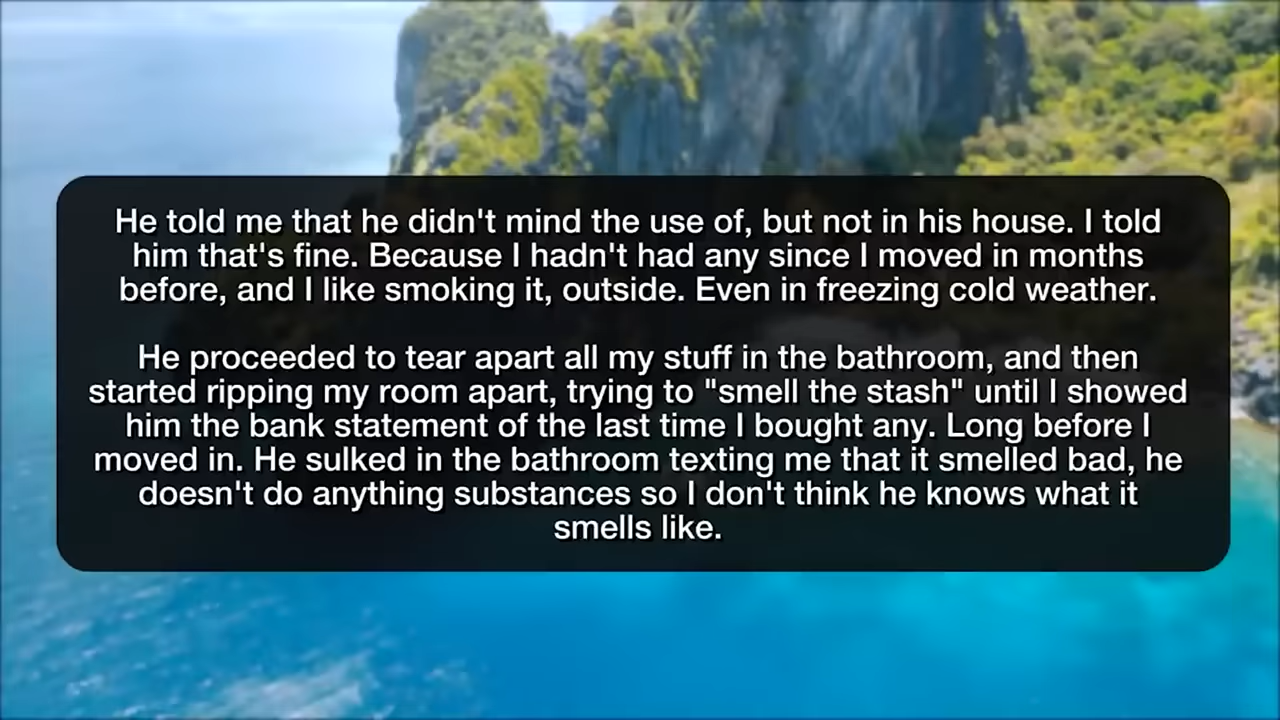 He told me that he didn't mind the use of, but not in his house. I told
him that's fine. Because I hadn't had any since I moved in months
before, and I like smoking it, outside. Even in freezing cold weather.
He proceeded to tear apart all my stuff in the bathroom, and then
started ripping my room apart, trying to "smell the stash" until I showed
him the bank statement of the last time I bought any. Long before I
moved in. He sulked in the bathroom texting me that it smelled bad, he
doesn't do anything substances so I don't think he knows what it
smells like.